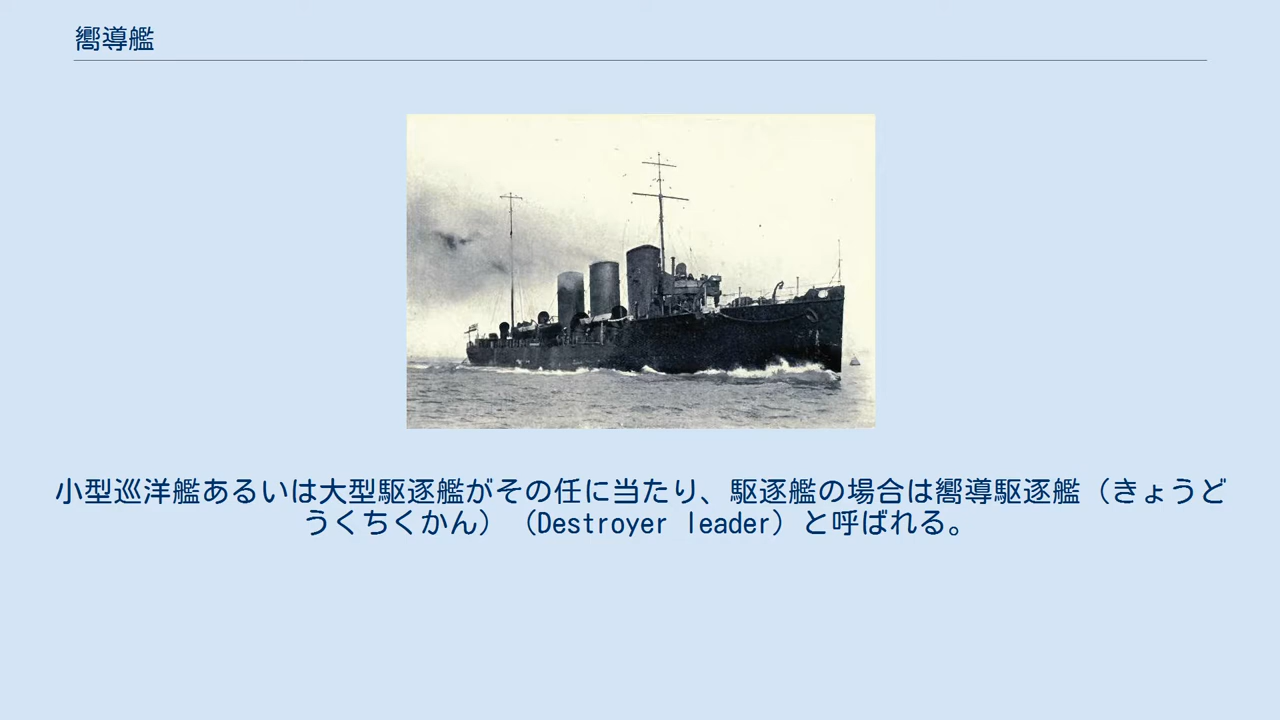 嚮導艦
小型巡洋艦あるいは大型駆逐艦がその任に当たり、駆逐艦の場合は嚮導駆逐艦（きょうど
うくちくかん）（Destroyer leader）と呼ばれる。